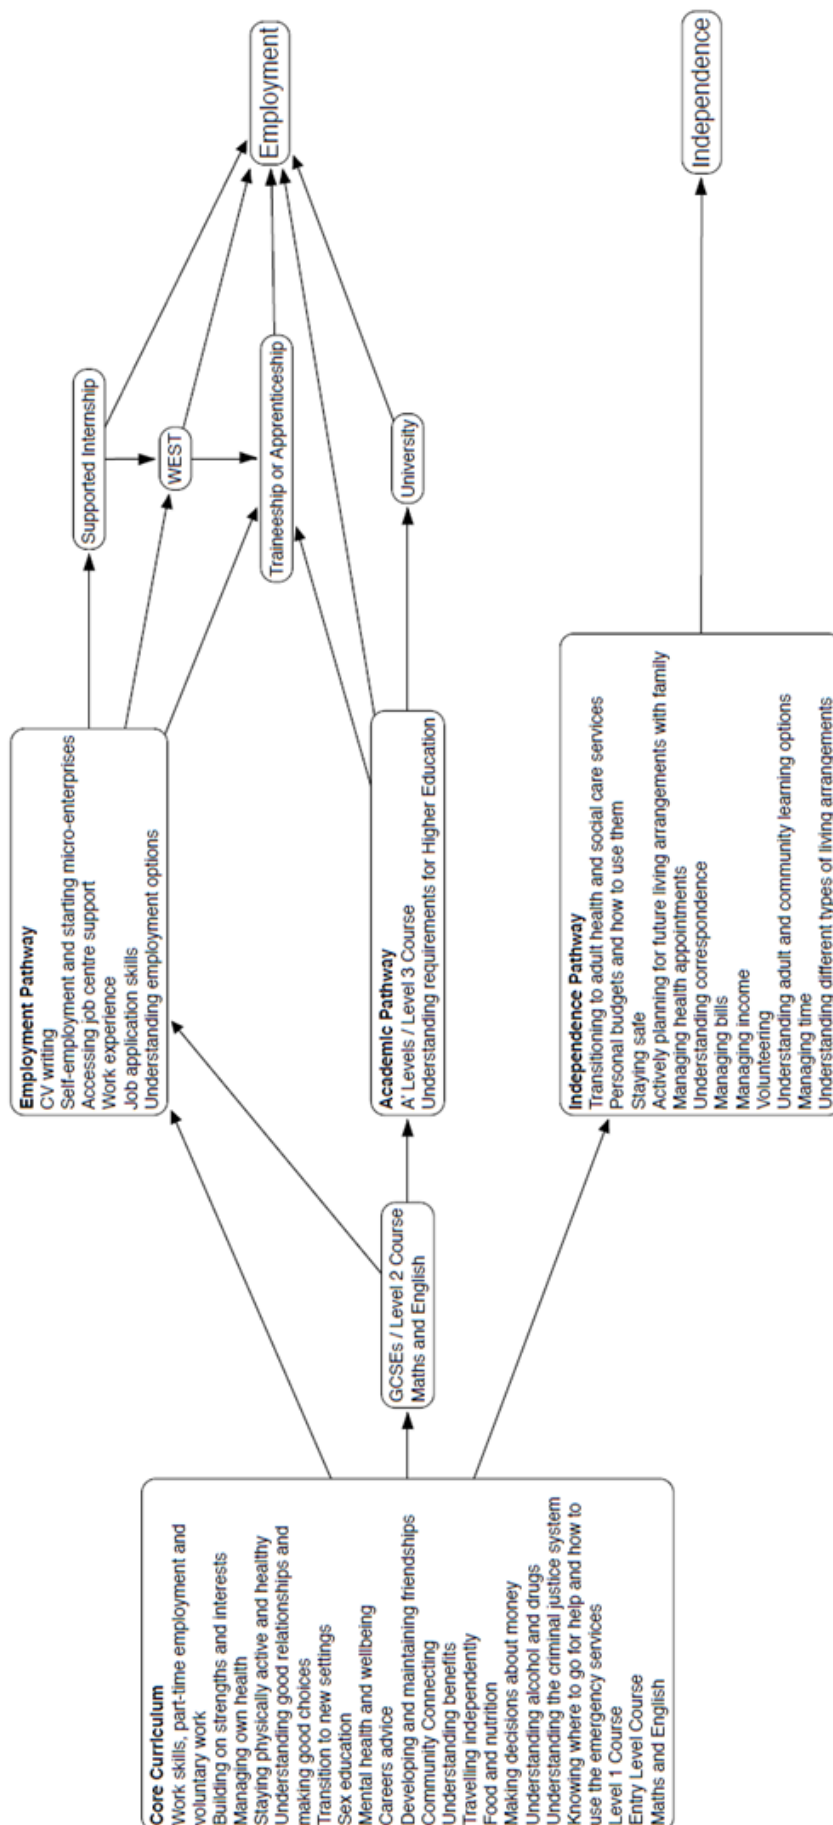 Core Curriculum
Work skills, part-time employment and
voluntary work
Building on strengths and interests
Managing own health
Staying physically active and healthy
Understanding good relationships and
making good choices
Transition to new settings
Sex education
Mental health and wellbeing
Careers advice
Developing and maintaining friendships
Community Connecting
Understanding benefits
Travelling independently
Food and nutrition
Making decisions about money
Understanding alcohol and drugs
Understanding the criminal justice system
Knowing where to go for help and how to
use the emergency services
Level 1 Course
Entry Level Course
Maths and English
GCSEs / Level 2 Course
Maths and English
Employment Pathway
CV writing
Self-employment and starting micro-enterprises
Accessing job centre support
Work experience
Job application skills
Understanding employment options
Academic Pathway
A' Levels / Level 3 Course
Understanding requirements for Higher Education
Independence Pathway
Transitioning to adult health and social care services
Personal budgets and how to use them
Staying safe
Actively planning for future living arrangements with family
Managing health appointments
Understanding correspondence
Managing bills
Managing income
Volunteering
Understanding adult and community learning options
Managing time
Understanding different types of living arrangements
Supported Internship
WEST
Traineeship or Apprenticeship
University
Employment
Independence